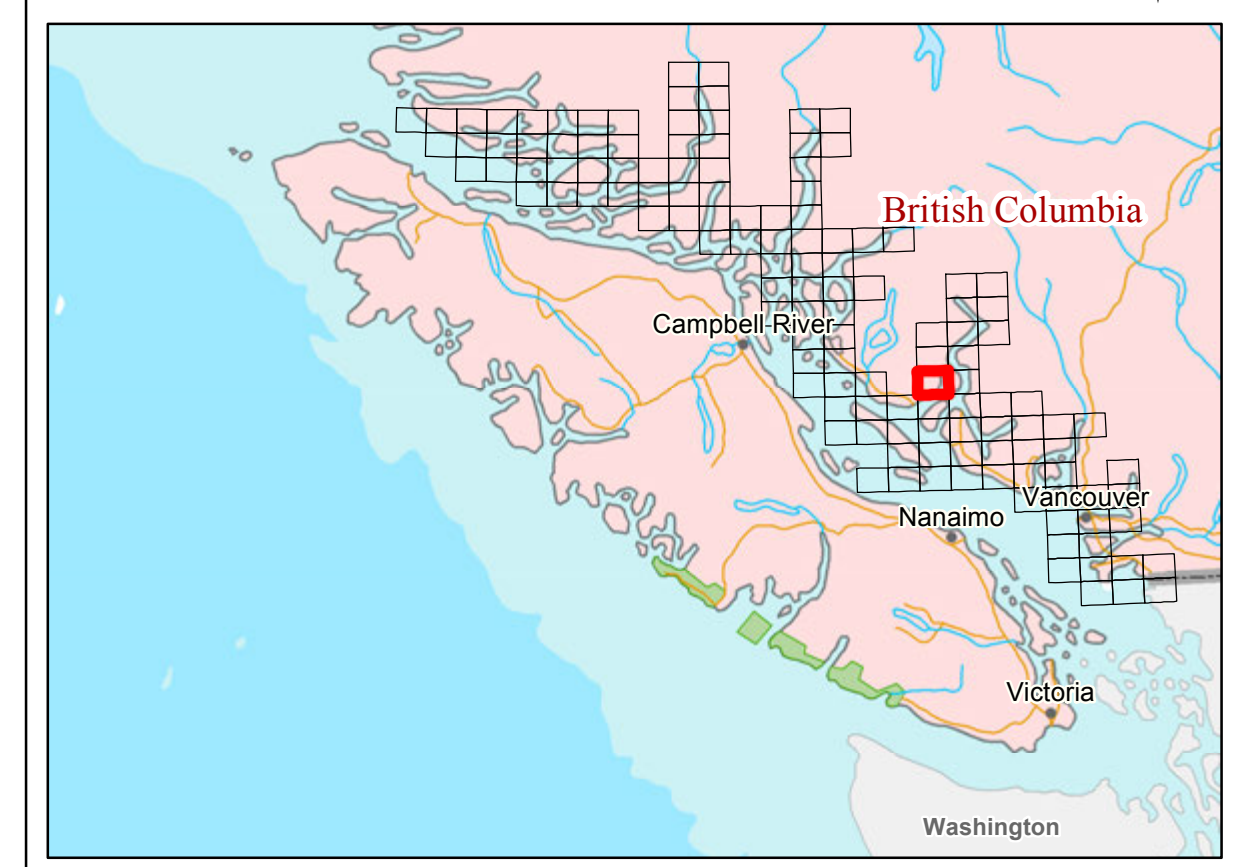 British Columbia
Campbell River
Vancouver
Nanaimo
Victoria
Washington